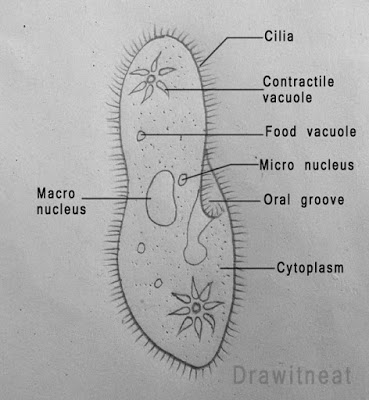 Cilia
Contractile
vacuole
Food vacuole
Micro nucleus
Macro
nucleus
Oral groove
Cytoplasm
Drawitneat